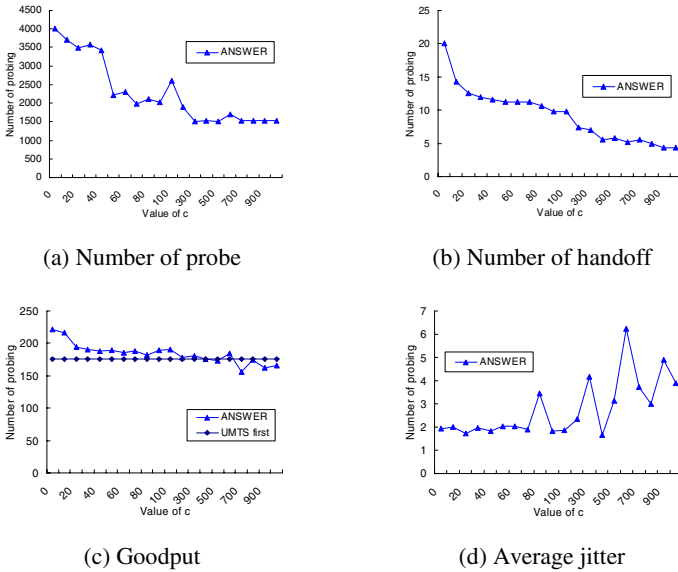 4500
4000
3500
3000
2500
2000
1500
1000
500
0
Number of probing
ANSWER
0 20 40 60 80 100 300 500 700 900
Value of c
(a) Number of probe
25
20
15
10
5
0
Number of probing
ANSWER
0 20 40 60 80 100 300 500 700 900
Value of c
(b) Number of handoff
250
200
150
100
50
0
Number of probing
ANSWER
UMTS first
0 20 40 60 80 100 300 500 700 900
Value of c
(c) Goodput
7
6
5
4
3
2
1
0
Number of probing
ANSWER
0 20 40 60 80 100 300 500 700 900
Value of c
(d) Average jitter